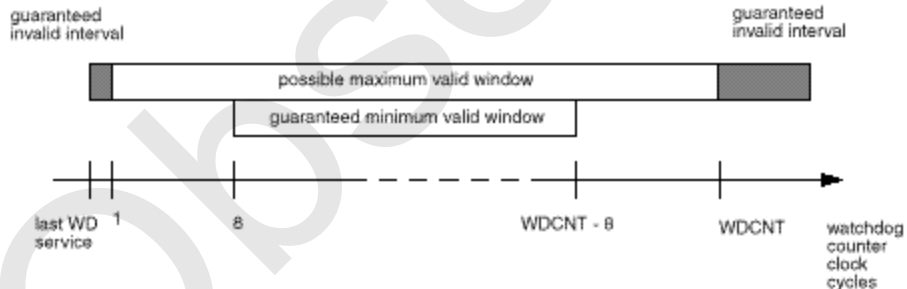 guaranteed
invalid interval
guaranteed
invalid interval
possible maximum valid window
guaranteed minimum valid window
last WD
service
1
8
WDCNT - 8
WDCNT
watchdog
counter
clock
cycles